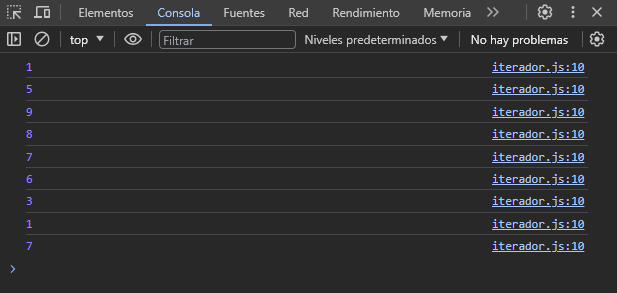 Elementos Consola Fuentes Red Rendimiento Memoria
top Filtrar Niveles predeterminados No hay problemas
1 iterador.js:10
5 iterador.js:10
9 iterador.js:10
8 iterador.js:10
7 iterador.js:10
6 iterador.js:10
3 iterador.js:10
1 iterador.js:10
7 iterador.js:10